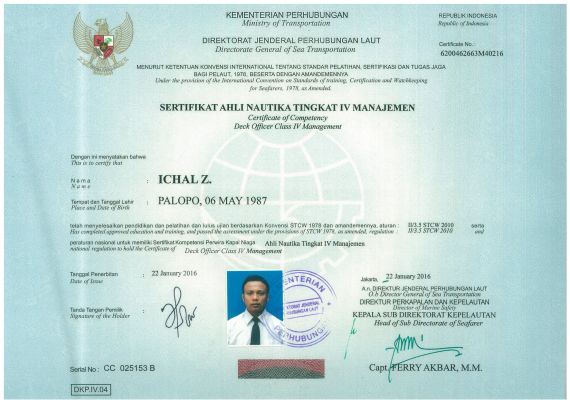 KEMENTERIAN PERHUBUNGAN
Ministry of Transportation
REPUBLIK INDONESIA
Republic of Indonesia
DIREKTORAT JENDERAL PERHUBUNGAN LAUT
Directorate General of Sea Transportation
Certificate No.:
6200462663M40216
MENURUT KETENTUAN KONVENSI INTERNATIONAL TENTANG STANDAR PELATIHAN, SERTIFIKASI DAN TUGAS JAGA
BAGI PELAUT, 1978, BESERTA DENGAN AMANDEMENNYA
Under the provision of the International Convention on Standards of training, Certification and Watchkeeping
for Seafarers, 1978, as Amended.
SERTIFIKAT AHLI NAUTIKA TINGKAT IV MANAJEMEN
Certificate of Competency
Deck Officer Class IV Management
Dengan ini menyatakan bahwa
This is to certify that
Nama : ICHAL Z.
Name
Tempat dan Tanggal Lahir : PALOPO, 06 MAY 1987
Place and Date of Birth
telah menyelesaikan pendidikan dan pelatihan dan lulus ujian berdasarkan Konvensi STCW 1978 dan amandemennya, aturan : II/3.3 STCW 2010 serta
Has completed approved education and training, and passed the assessment under the provisions of STCW 1978, as amended, regulation : II/3.3 STCW 2010 and
peraturan nasional untuk memiliki Sertifikat Kompetensi Perwira Kapal Niaga Ahli Nautika Tingkat IV Manajemen
national regulation to hold the Certificate of Deck Officer Class IV Management
Tanggal Penerbitan : 22 January 2016
Date of Issue
Jakarta, 22 January 2016
A.n. DIREKTUR JENDERAL PERHUBUNGAN LAUT
O.b Director General of Sea Transportation
DIREKTUR PERKAPALAN DAN KEPELAUTAN
Director of Marine Safety
KEPALA SUB DIREKTORAT KEPELAUTAN
Head of Sub Directorate of Seafarer
Tanda Tangan Pemilik :
Signature of the Holder
KEMENTERIAN
DIREKTORAT JENDERAL
PERHUBUNGAN LAUT
PERHUBUNGAN
Serial No.: CC 025153 B
Capt. FERRY AKBAR, M.M.
DKP.IV.04